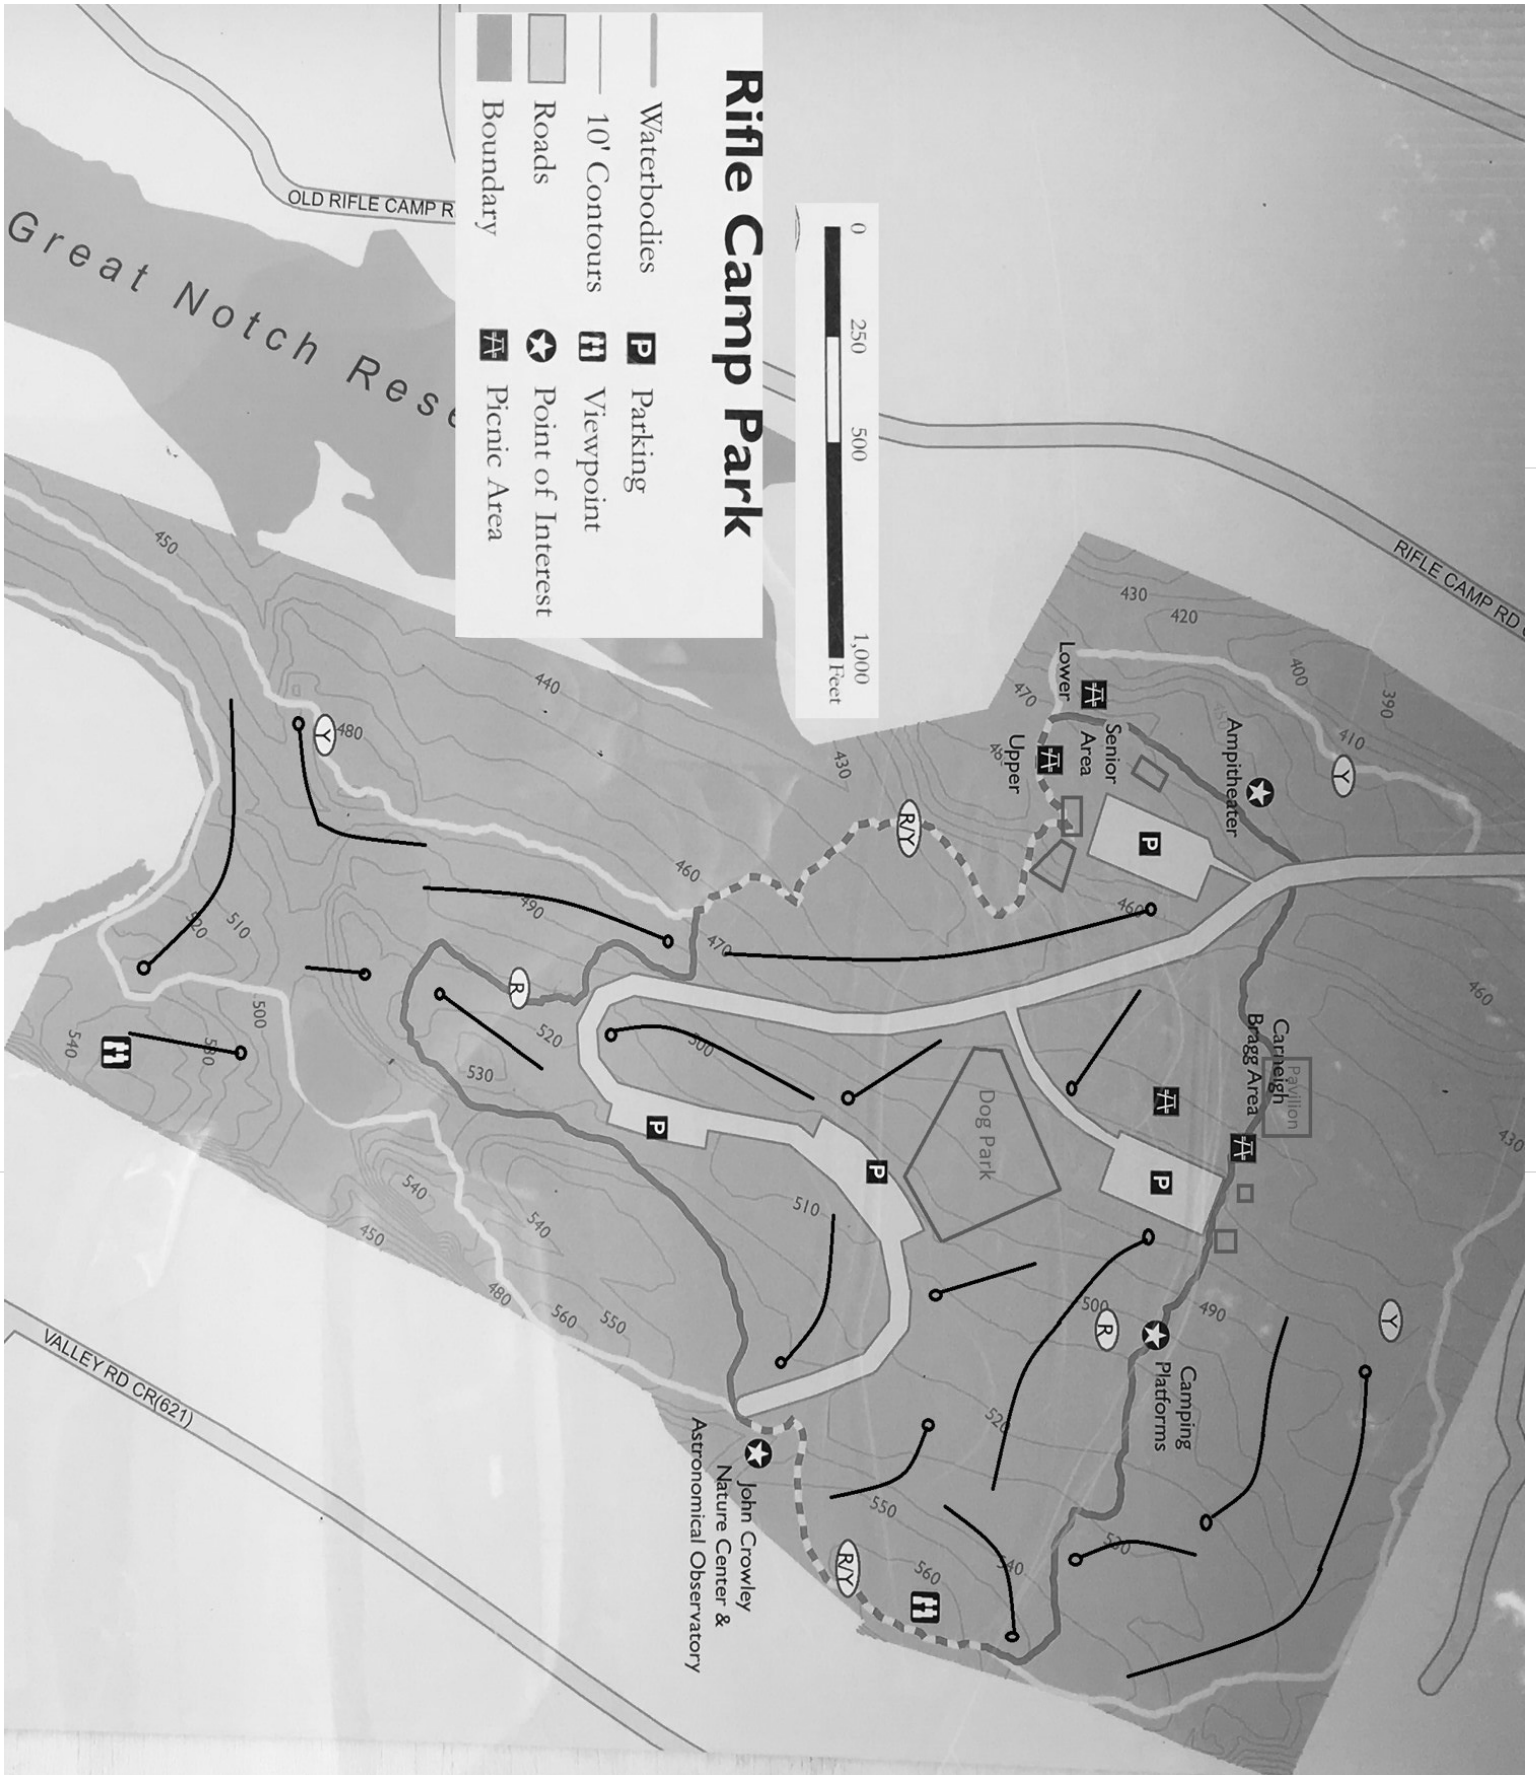 Rifle Camp Park
Waterbodies
10' Contours
Roads
Boundary
P Parking
Viewpoint
Point of Interest
Picnic Area
0 250 500 1,000
Feet
OLD RIFLE CAMP R
Great Notch Rese
RIFLE CAMP RD
VALLEY RD CR(621)
Lower
Senior
Area
Upper
Ampitheater
Carneigh
Bragg Area
Pavilion
Dog Park
Camping
Platforms
John Crowley
Nature Center &
Astronomical Observatory
P
P
P
P
Y
Y
Y
R
R
R/Y
R/Y
450
440
480
430
430
420
400
390
410
470
460
460
470
490
460
430
520
510
500
540
530
520
530
500
510
540
540
450
480
560
550
500
490
520
550
530
540
560